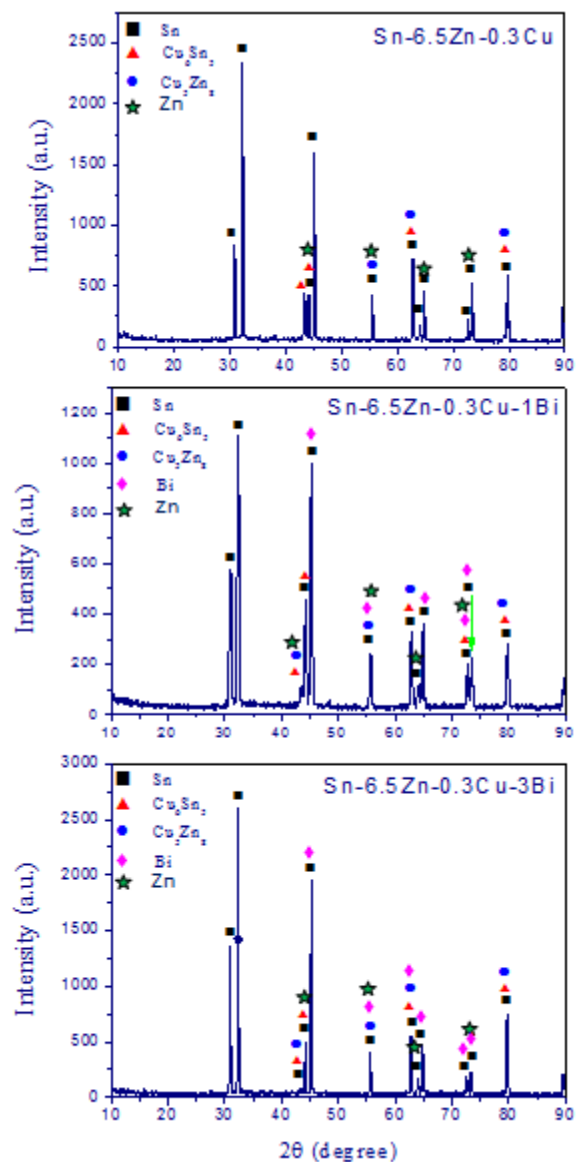 Sn-6.5Zn-0.3Cu
Sn
Cu₆Sn₅
Cu₅Zn₈
Zn
Intensity (a.u.)
2500
2000
1500
1000
500
0
10 20 30 40 50 60 70 80 90
Sn-6.5Zn-0.3Cu-1Bi
Sn
Cu₆Sn₅
Cu₅Zn₈
Bi
Zn
Intensity (a.u.)
1200
1000
800
600
400
200
0
10 20 30 40 50 60 70 80 90
Sn-6.5Zn-0.3Cu-3Bi
Sn
Cu₆Sn₅
Cu₅Zn₈
Bi
Zn
Intensity (a.u.)
3000
2500
2000
1500
1000
500
0
10 20 30 40 50 60 70 80 90
2θ (degree)